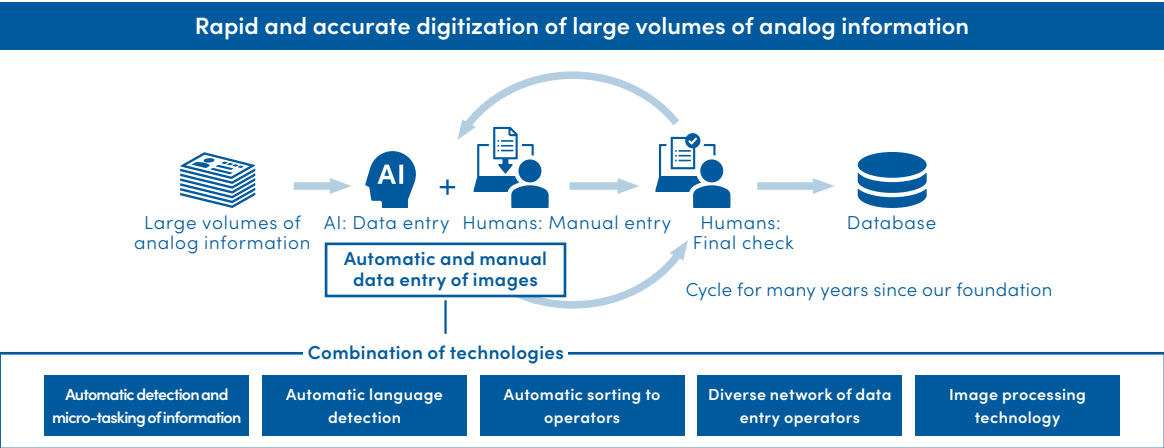 Rapid and accurate digitization of large volumes of analog information
AI
+
Large volumes of
analog information
AI: Data entry
Humans: Manual entry
Humans:
Final check
Database
Automatic and manual
data entry of images
Cycle for many years since our foundation
Combination of technologies
Automatic detection and
micro-tasking of information
Automatic language
detection
Automatic sorting to
operators
Diverse network of data
entry operators
Image processing
technology